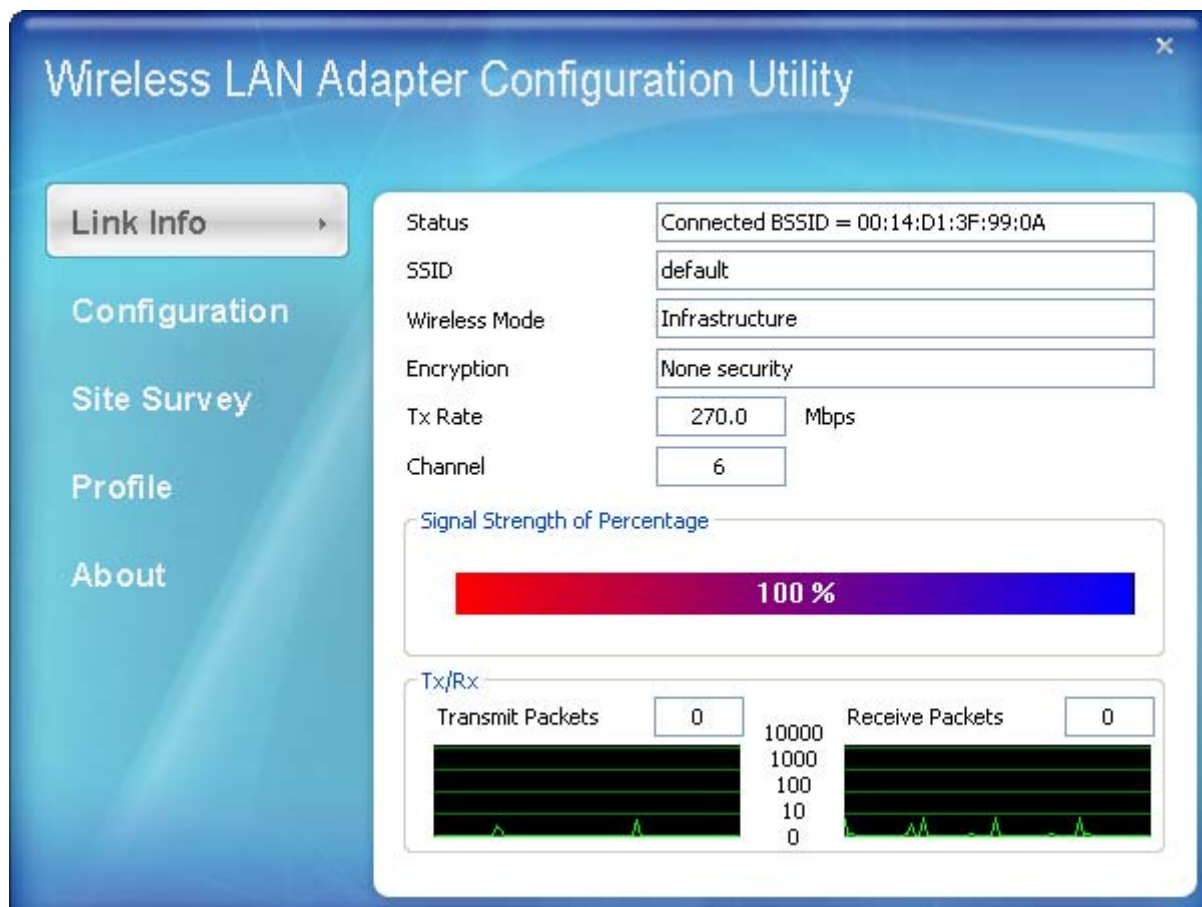 Wireless LAN Adapter Configuration Utility
Link Info
Configuration
Site Survey
Profile
About
Status Connected BSSID = 00:14:D1:3F:99:0A
SSID default
Wireless Mode Infrastructure
Encryption None security
Tx Rate 270.0 Mbps
Channel 6
Signal Strength of Percentage
100 %
Tx/Rx
Transmit Packets 0
10000
1000
100
10
0
Receive Packets 0